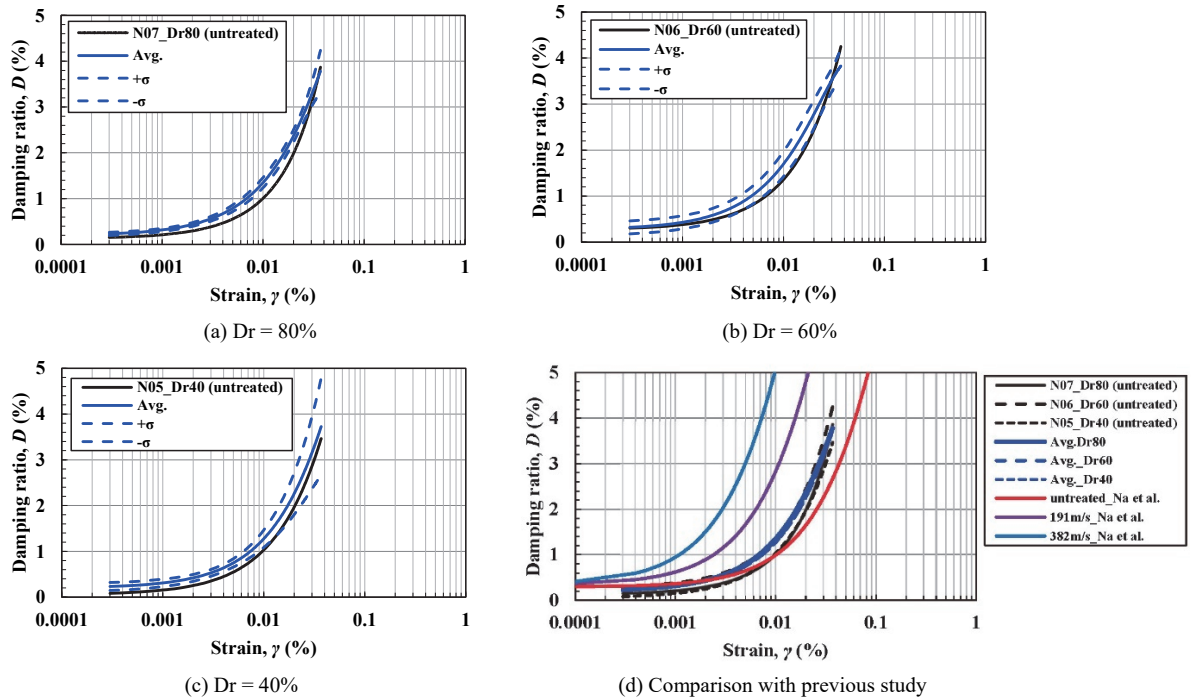 N07_Dr80 (untreated)
Avg.
+σ
-σ
Damping ratio, D (%)
5
4
3
2
1
0
0.0001 0.001 0.01 0.1 1
Strain, γ (%)
(a) Dr = 80%
N06_Dr60 (untreated)
Avg.
+σ
-σ
Damping ratio, D (%)
5
4
3
2
1
0
0.0001 0.001 0.01 0.1 1
Strain, γ (%)
(b) Dr = 60%
N05_Dr40 (untreated)
Avg.
+σ
-σ
Damping ratio, D (%)
5
4
3
2
1
0
0.0001 0.001 0.01 0.1 1
Strain, γ (%)
(c) Dr = 40%
Damping ratio, D (%)
5
4
3
2
1
0
0.0001 0.001 0.01 0.1 1
Strain, γ (%)
N07_Dr80 (untreated)
N06_Dr60 (untreated)
N05_Dr40 (untreated)
Avg.Dr80
Avg._Dr60
Avg._Dr40
untreated_Na et al.
191m/s_Na et al.
382m/s_Na et al.
(d) Comparison with previous study